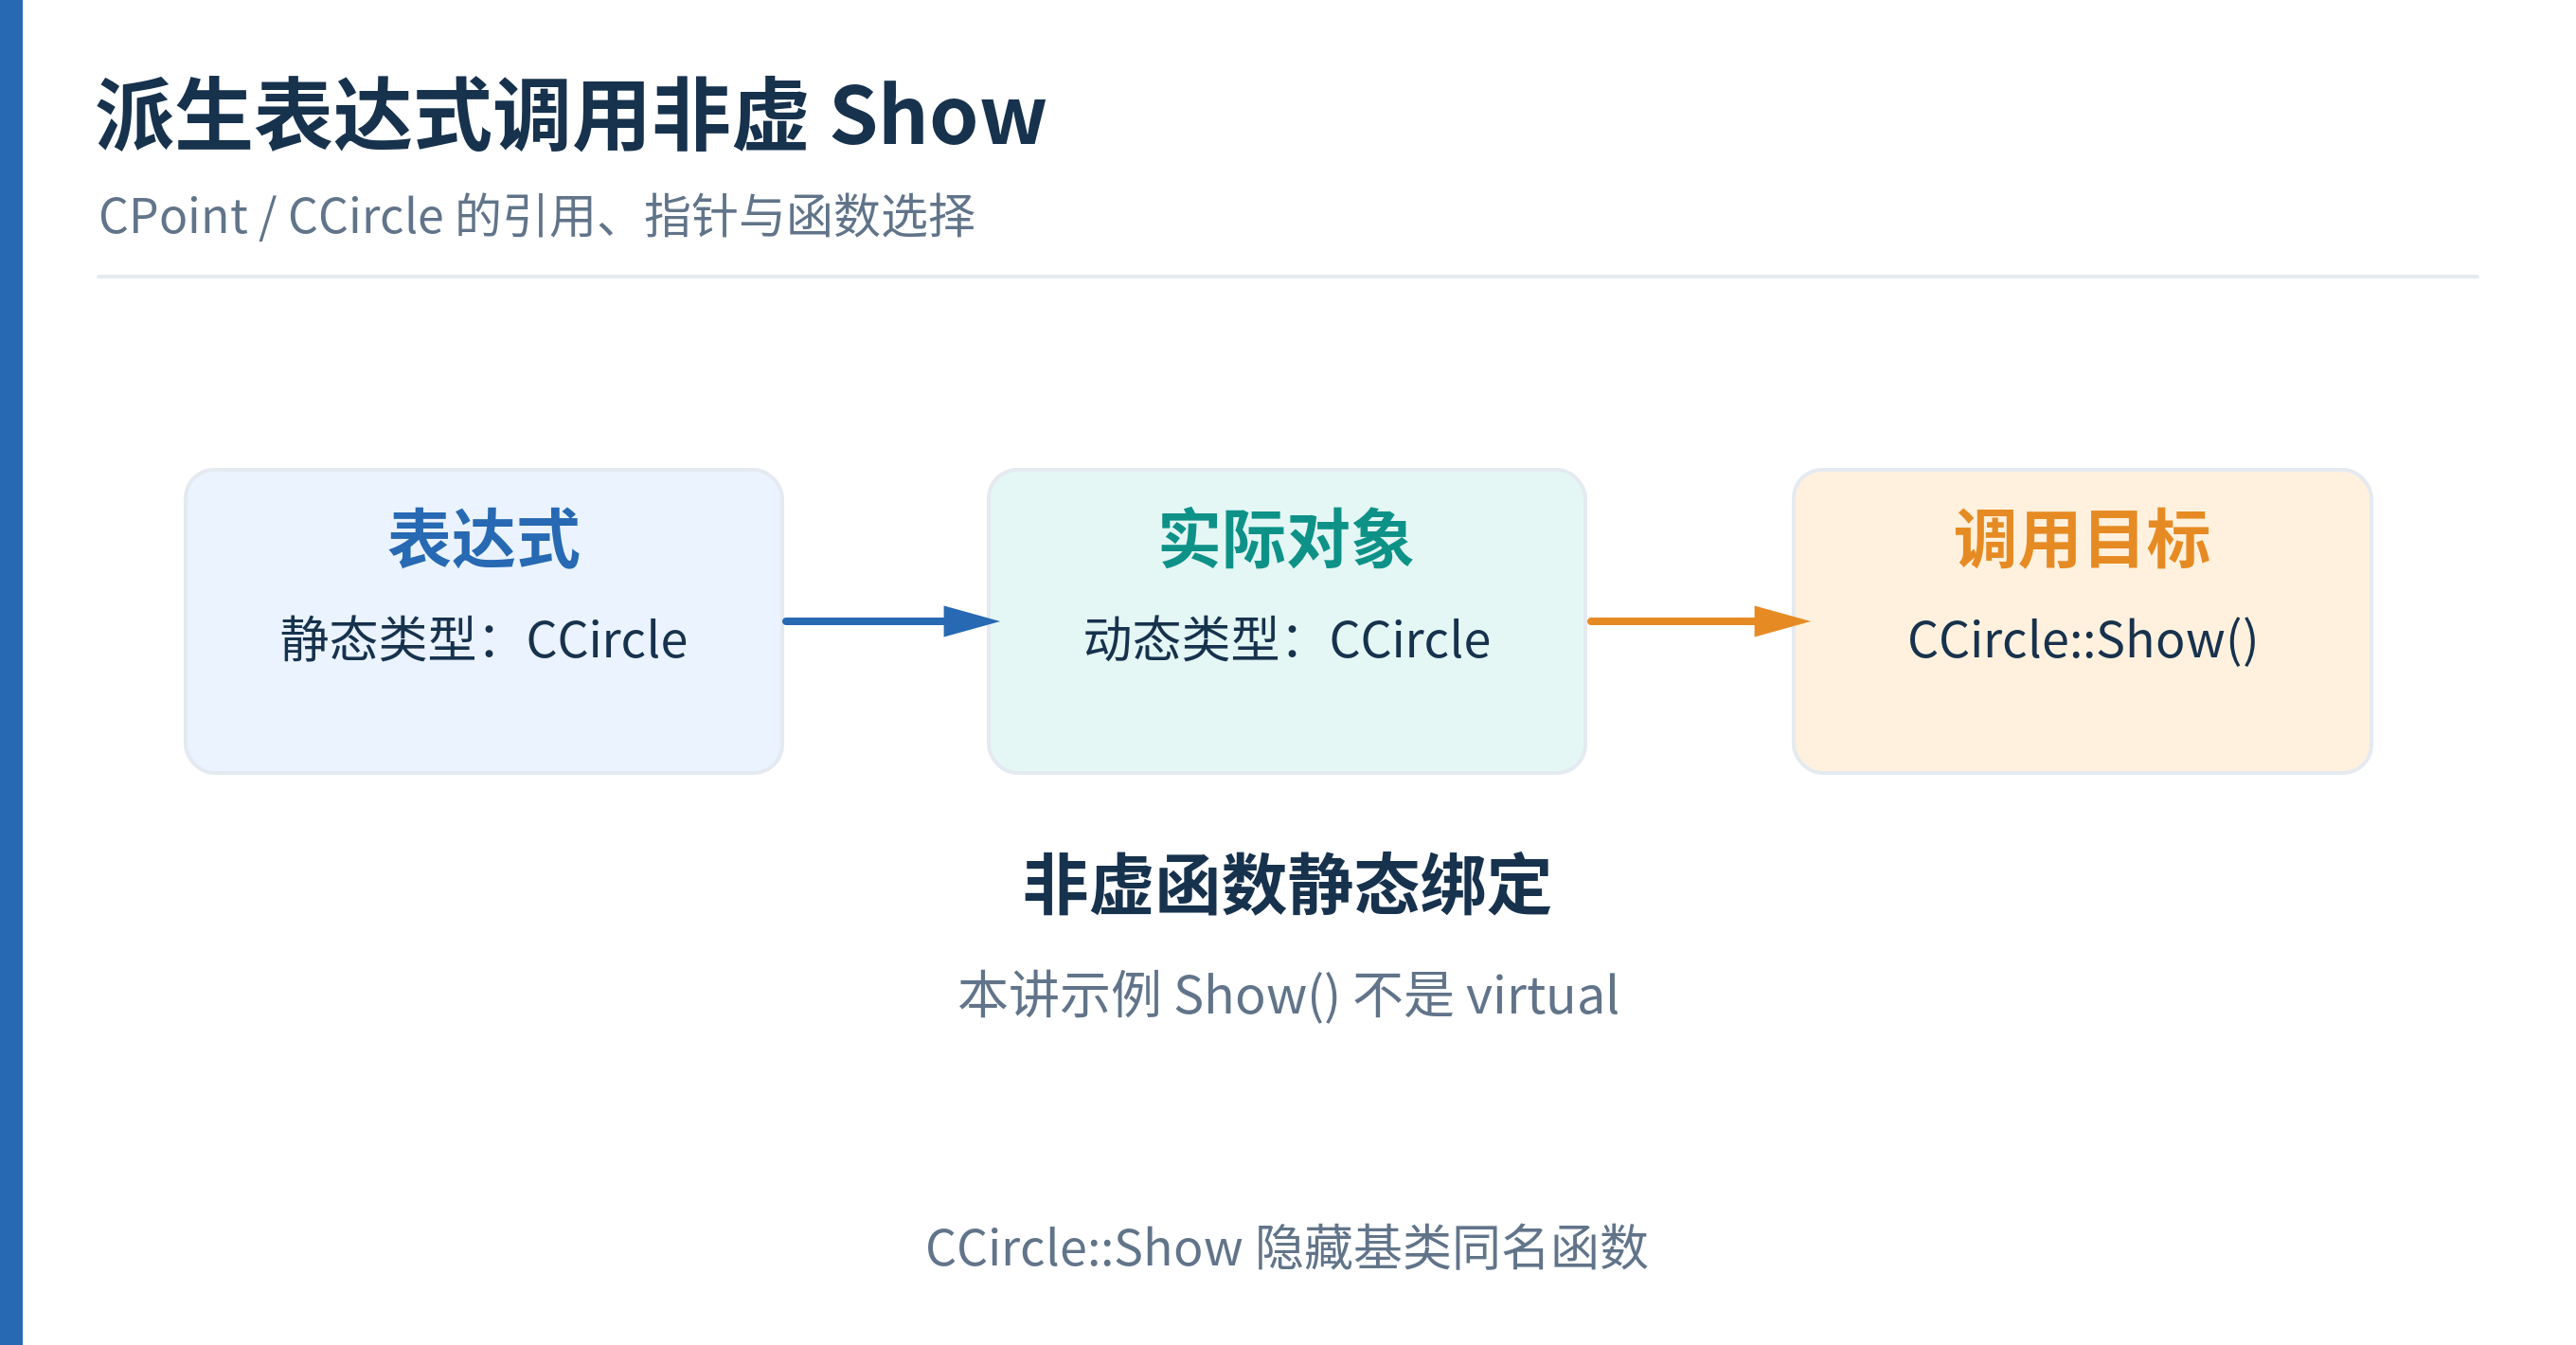 派生表达式调用非虚 Show
CPoint / CCircle 的引用、指针与函数选择
表达式
静态类型：CCircle
实际对象
动态类型：CCircle
调用目标
CCircle::Show()
非虚函数静态绑定
本讲示例 Show() 不是 virtual
CCircle::Show 隐藏基类同名函数